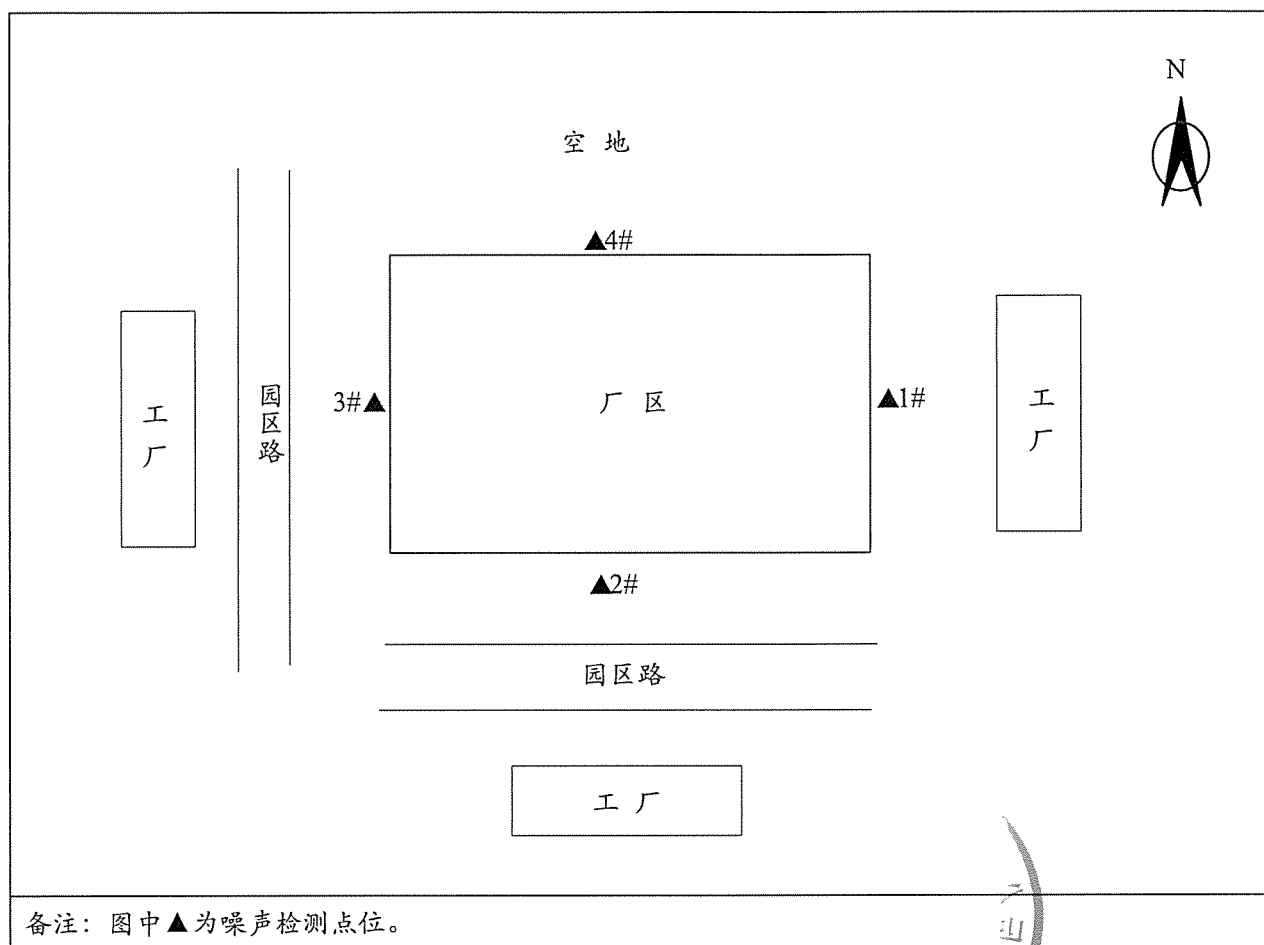 N
空 地
▲4#
工厂
园区路
3#▲
厂 区
▲1#
工厂
▲2#
园区路
工 厂
备注：图中▲为噪声检测点位。